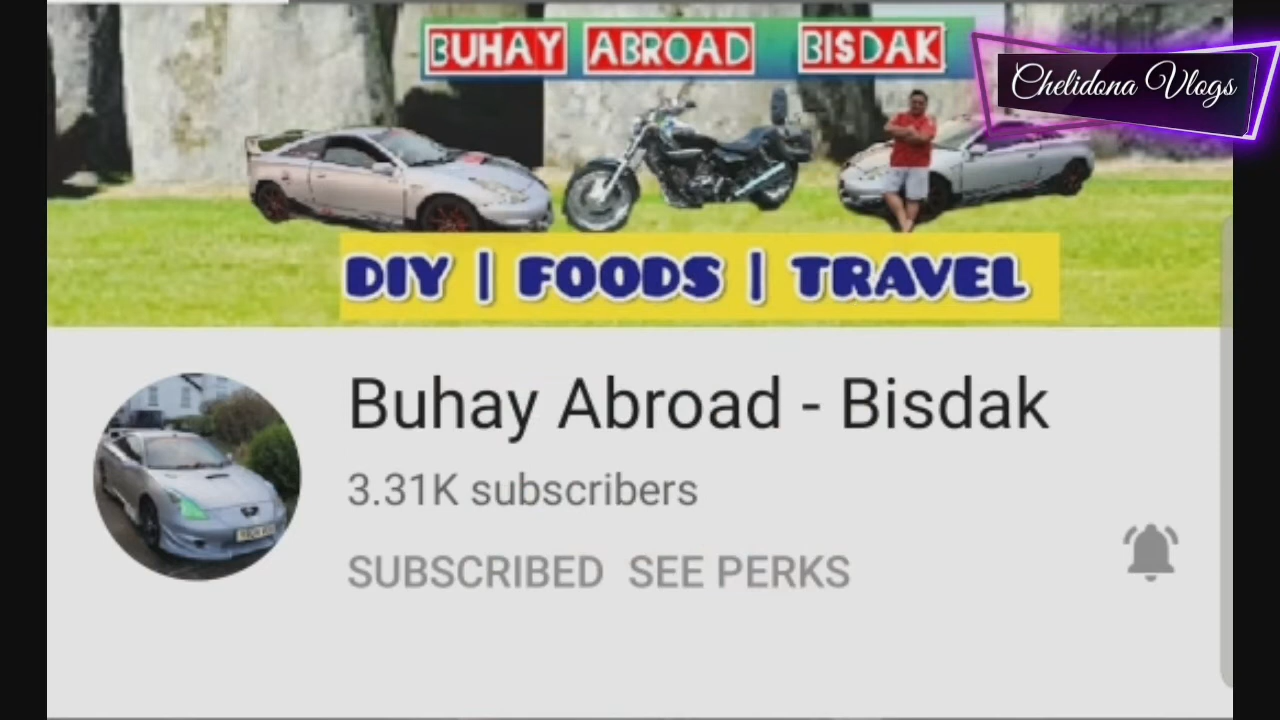 BUHAY ABROAD BISDAK
Chelidona Vlogs
DIY | FOODS | TRAVEL
Buhay Abroad - Bisdak
3.31K subscribers
SUBSCRIBED SEE PERKS